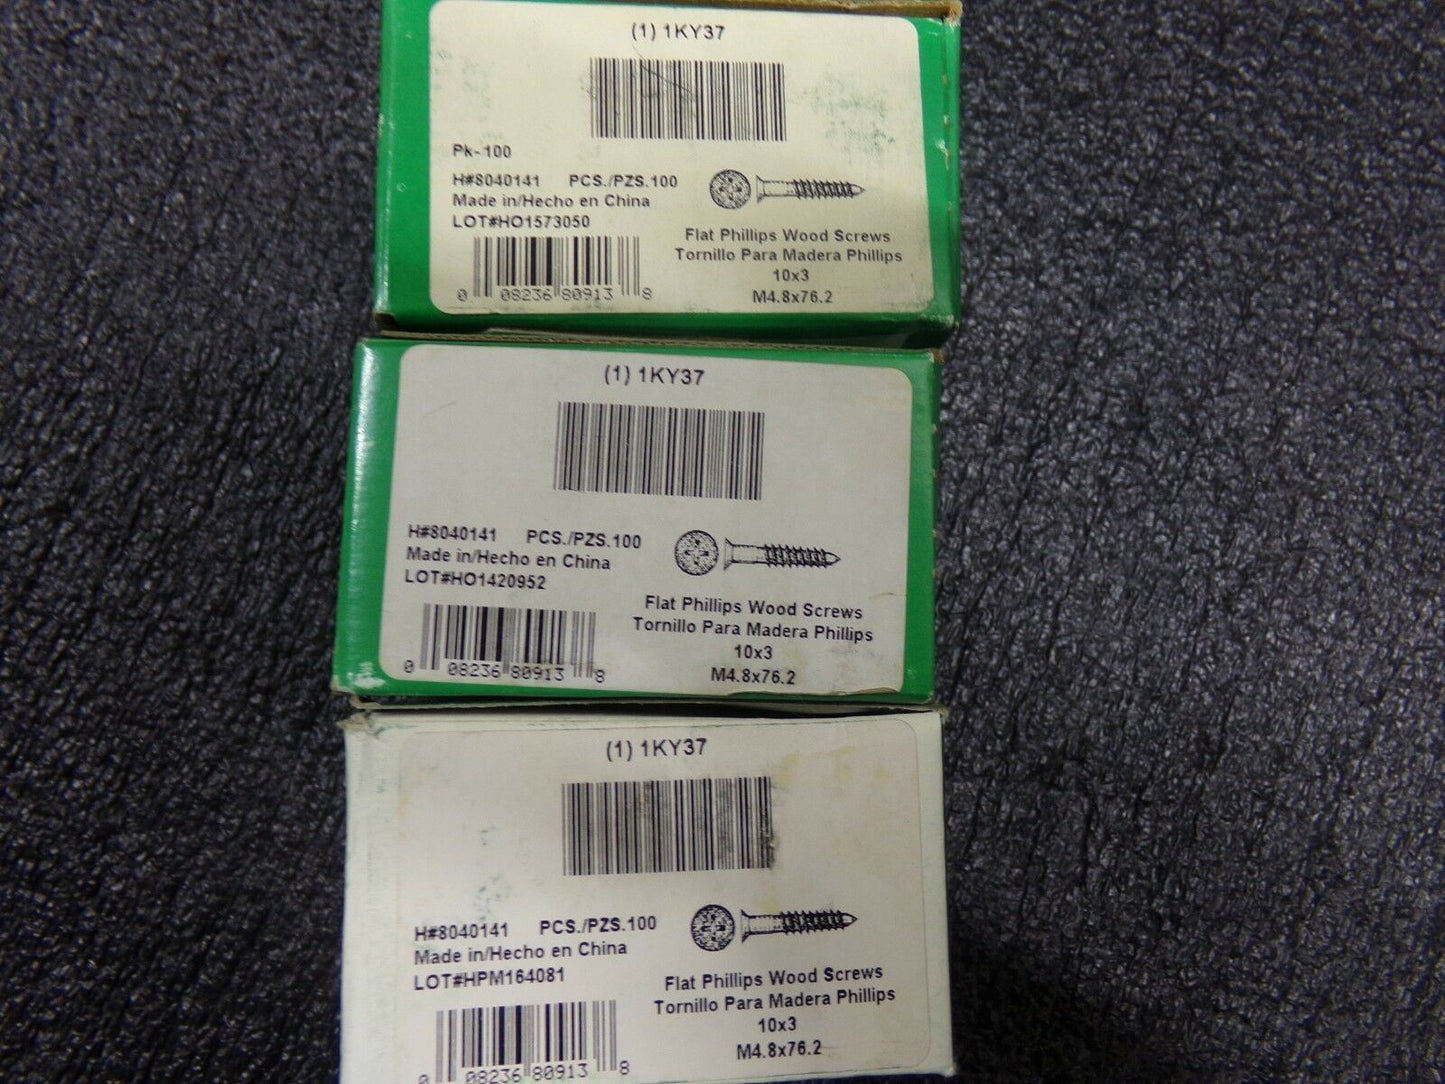 (1) 1KY37
Pk-100
H#8040141 PCS./PZS.100
Made in/Hecho en China
LOT#HO1573050
0 08236 80913 8
Flat Phillips Wood Screws
Tornillo Para Madera Phillips
10x3
M4.8x76.2
(1) 1KY37
H#8040141 PCS./PZS.100
Made in/Hecho en China
LOT#HO1420952
0 08236 80913 8
Flat Phillips Wood Screws
Tornillo Para Madera Phillips
10x3
M4.8x76.2
(1) 1KY37
H#8040141 PCS./PZS.100
Made in/Hecho en China
LOT#HPM164081
0 08236 80913 8
Flat Phillips Wood Screws
Tornillo Para Madera Phillips
10x3
M4.8x76.2